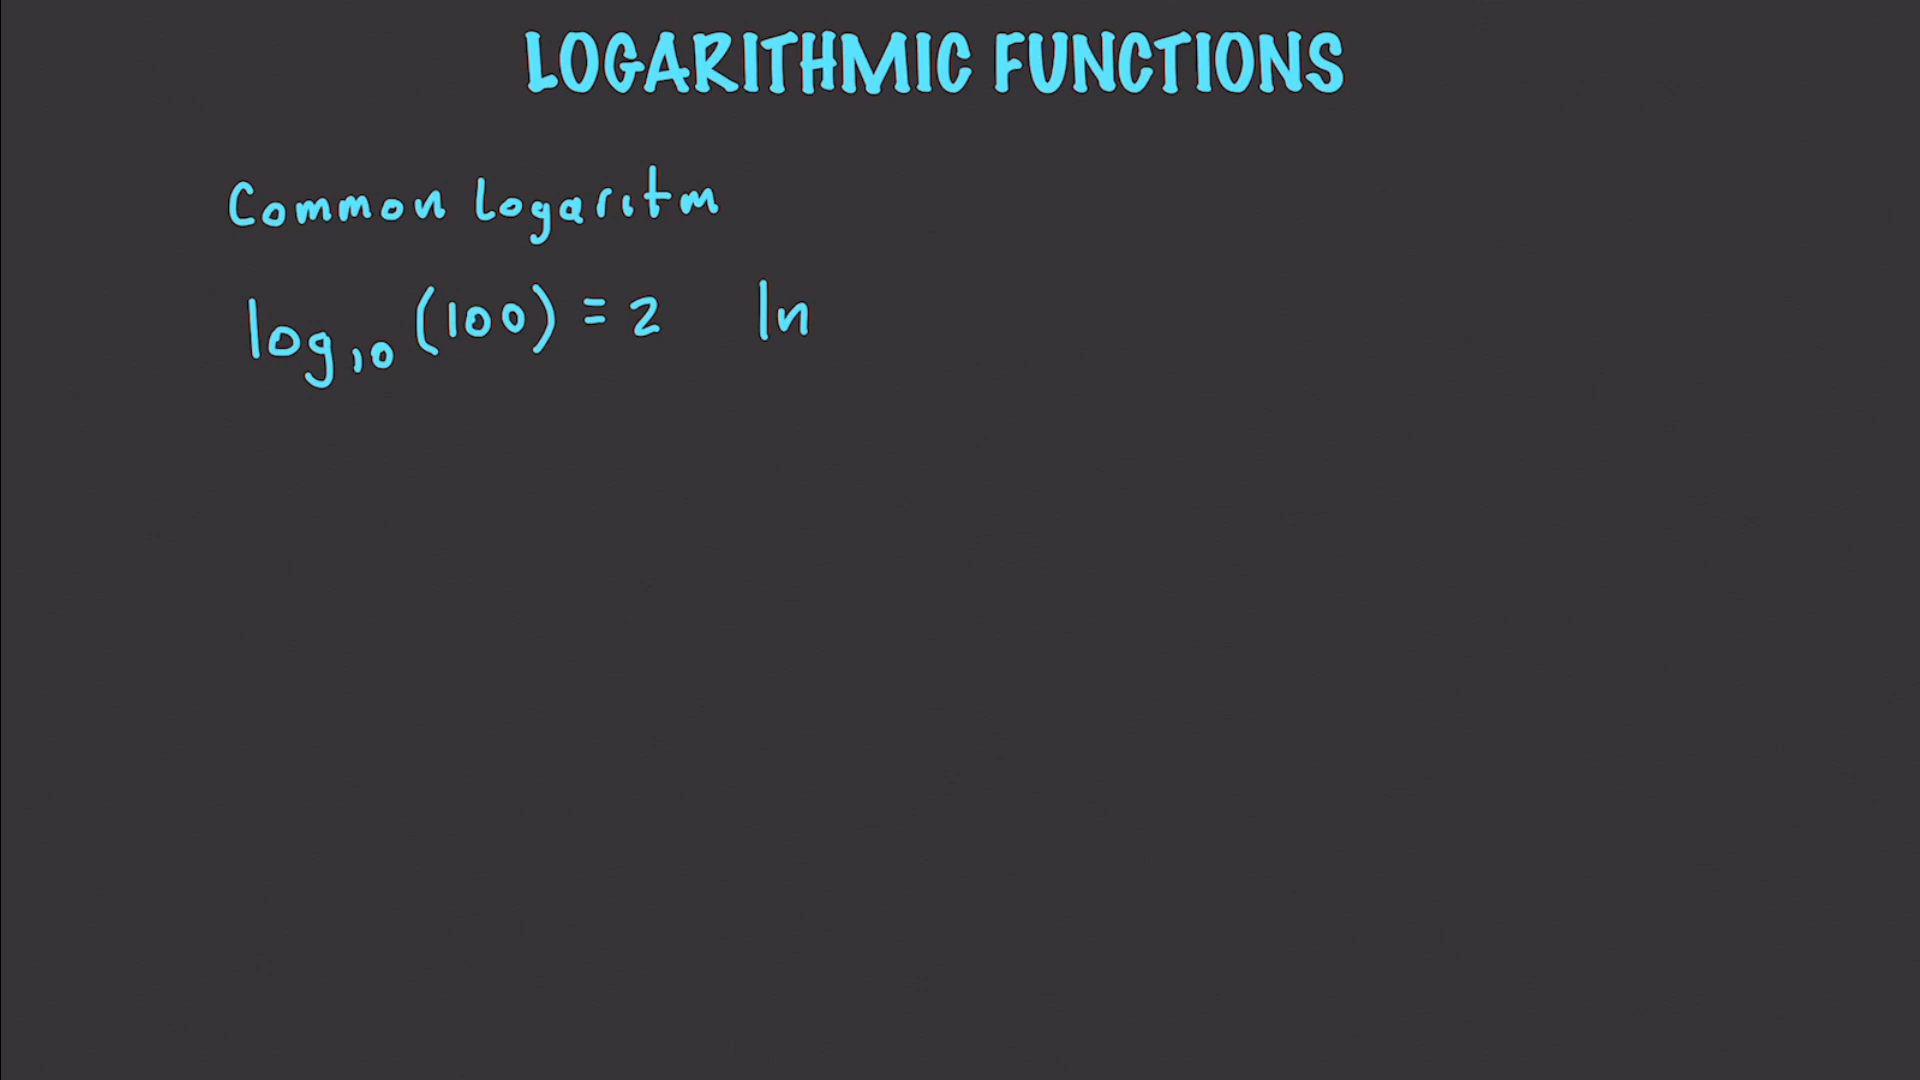 LOGARITHMIC FUNCTIONS
Common Logaritm
log₁₀ (100) = 2 ln